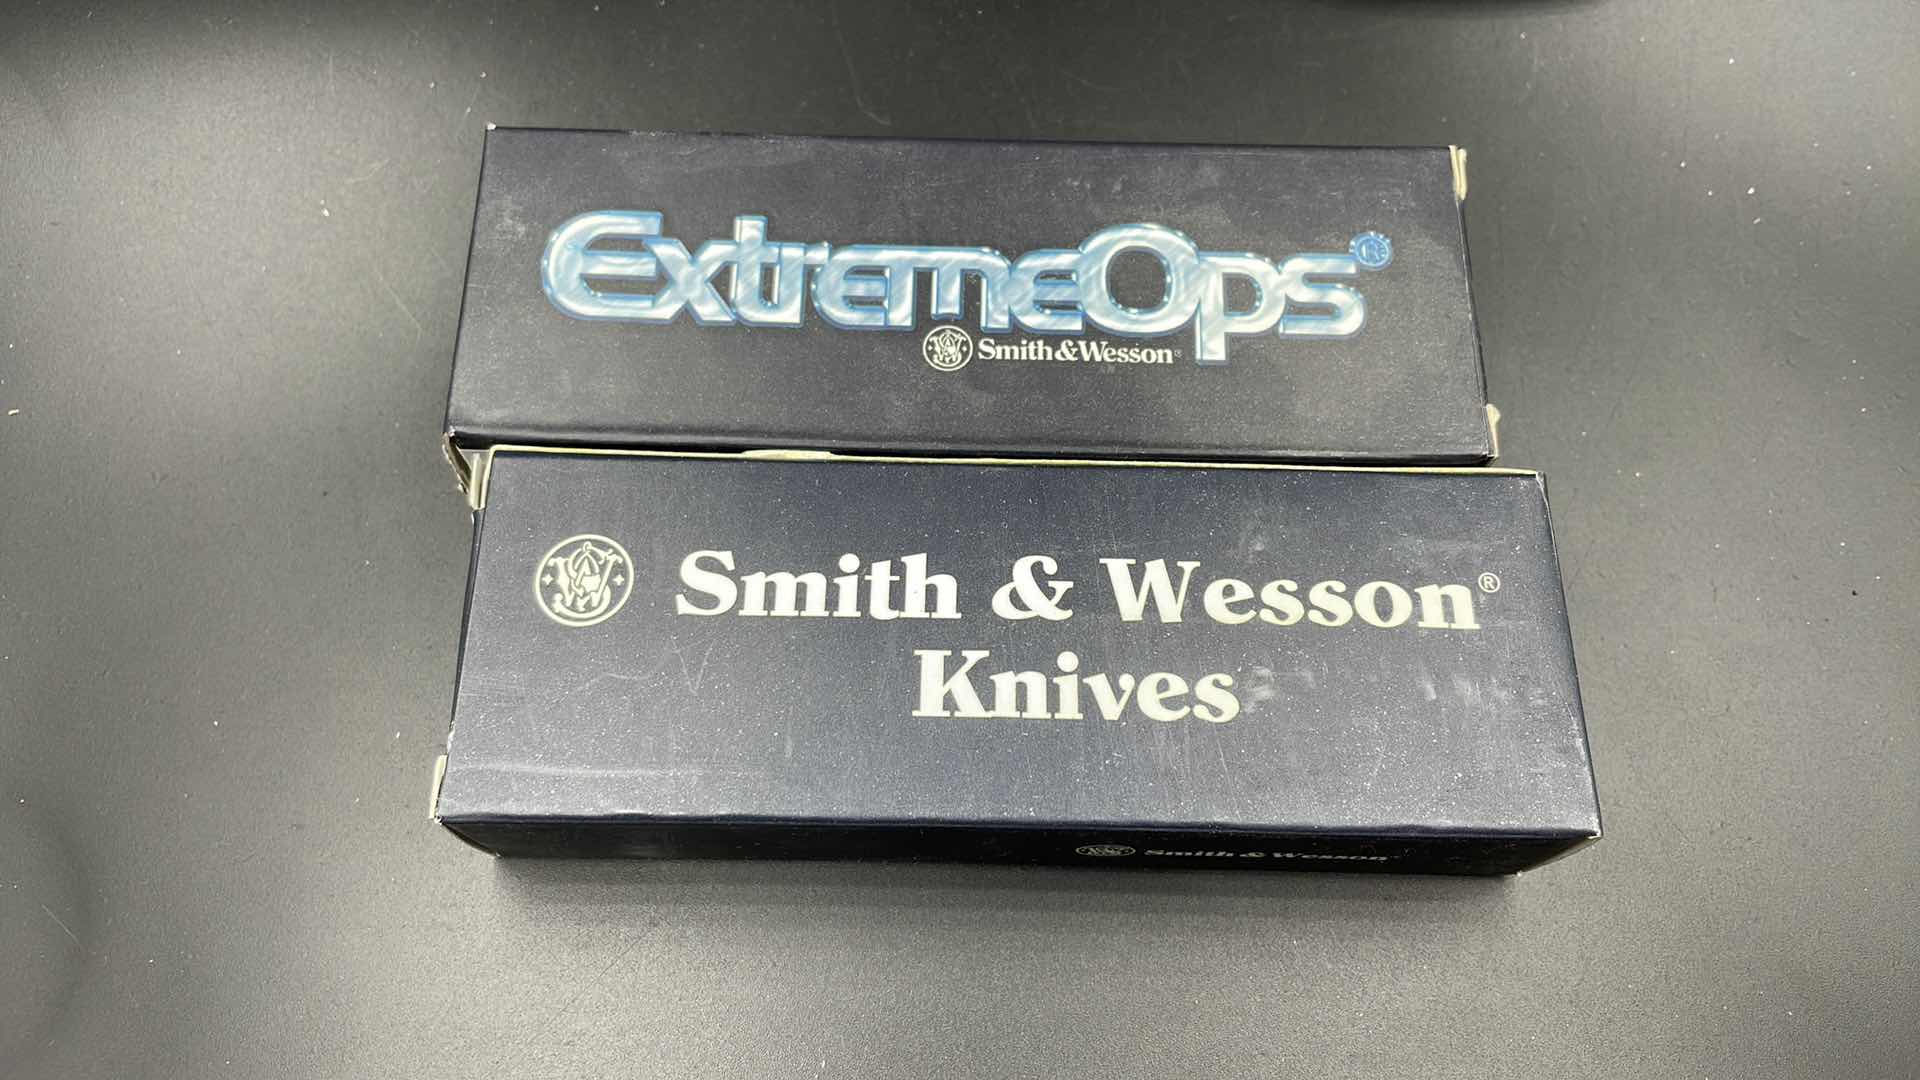 ExtremeOps®
Smith&Wesson®
Smith & Wesson®
Knives
Smith & Wesson